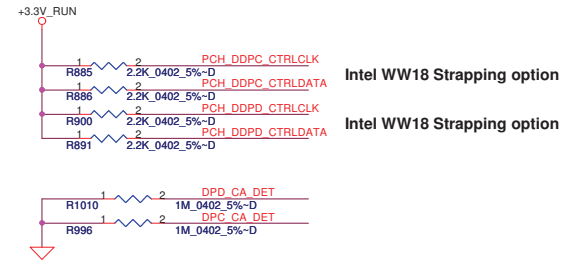 +3.3V_RUN
1 2 PCH_DDPC_CTRLCLK
R885 2.2K_0402_5%~D
Intel WW18 Strapping option
1 2 PCH_DDPC_CTRLDATA
R886 2.2K_0402_5%~D
1 2 PCH_DDPD_CTRLCLK
R900 2.2K_0402_5%~D
Intel WW18 Strapping option
1 2 PCH_DDPD_CTRLDATA
R891 2.2K_0402_5%~D
1 2 DPD_CA_DET
R1010 1M_0402_5%~D
1 2 DPC_CA_DET
R996 1M_0402_5%~D